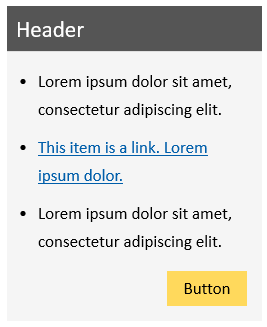 Header
• Lorem ipsum dolor sit amet,
consectetur adipiscing elit.
• This item is a link. Lorem
ipsum dolor.
• Lorem ipsum dolor sit amet,
consectetur adipiscing elit.
Button